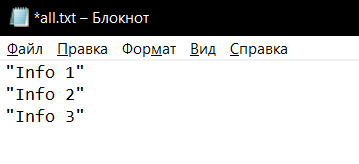 *all.txt – Блокнот
Файл Правка Формат Вид Справка
"Info 1"
"Info 2"
"Info 3"